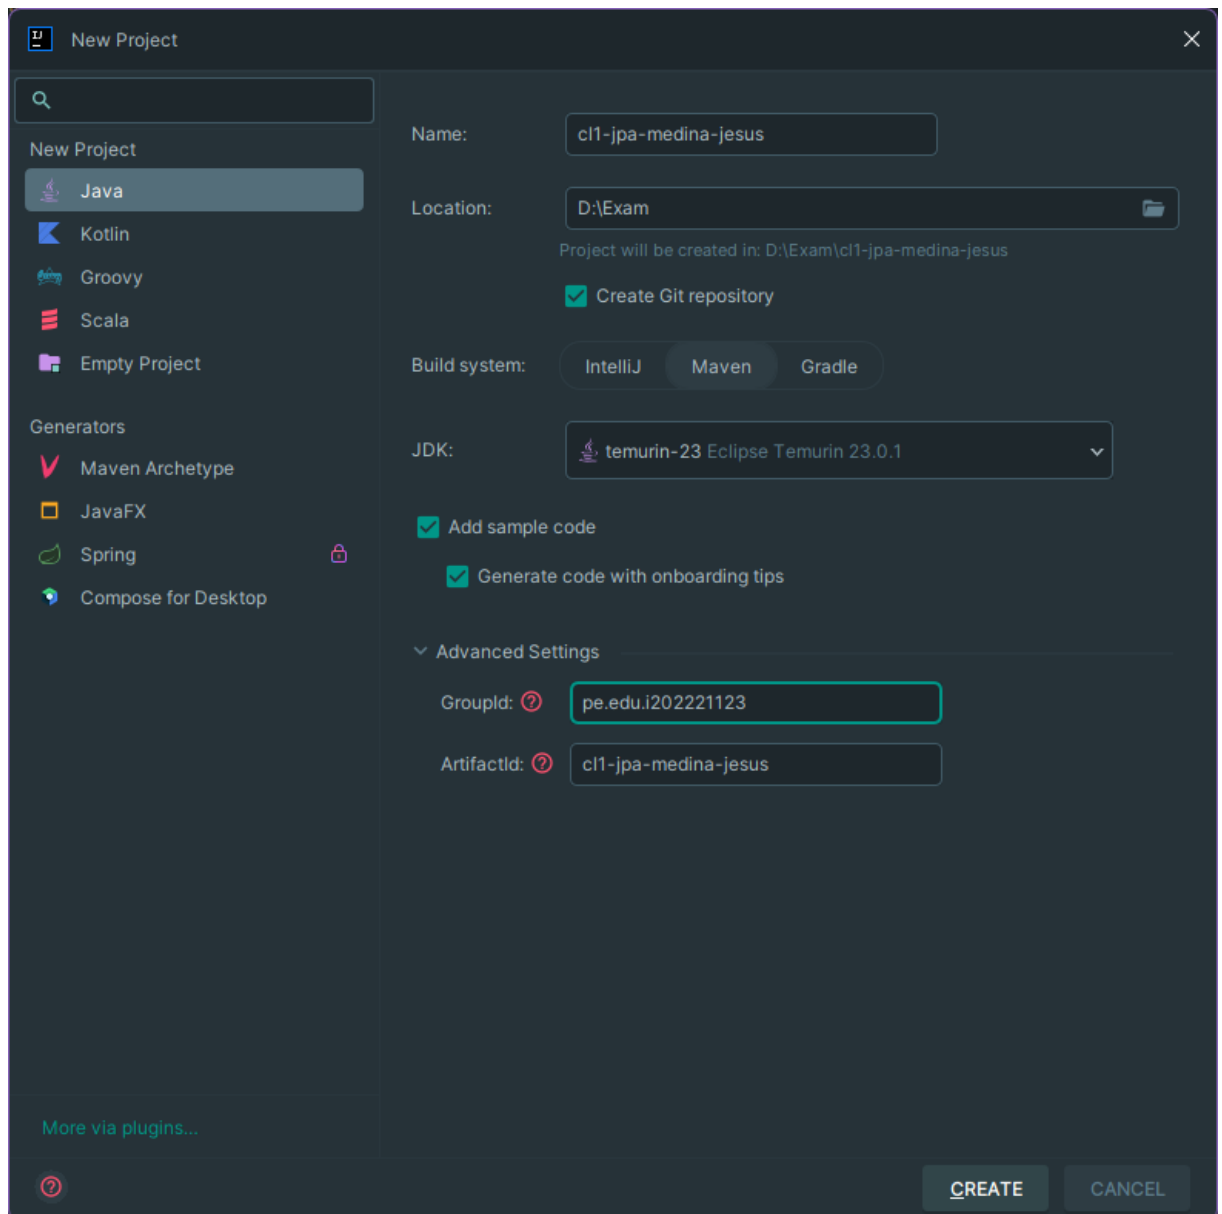 New Project
New Project
Java
Kotlin
Groovy
Scala
Empty Project
Generators
Maven Archetype
JavaFX
Spring
Compose for Desktop
More via plugins...
Name: cl1-jpa-medina-jesus
Location: D:\Exam
Project will be created in: D:\Exam\cl1-jpa-medina-jesus
Create Git repository
Build system: IntelliJ Maven Gradle
JDK: temurin-23 Eclipse Temurin 23.0.1
Add sample code
Generate code with onboarding tips
Advanced Settings
GroupId: pe.edu.i202221123
ArtifactId: cl1-jpa-medina-jesus
CREATE CANCEL